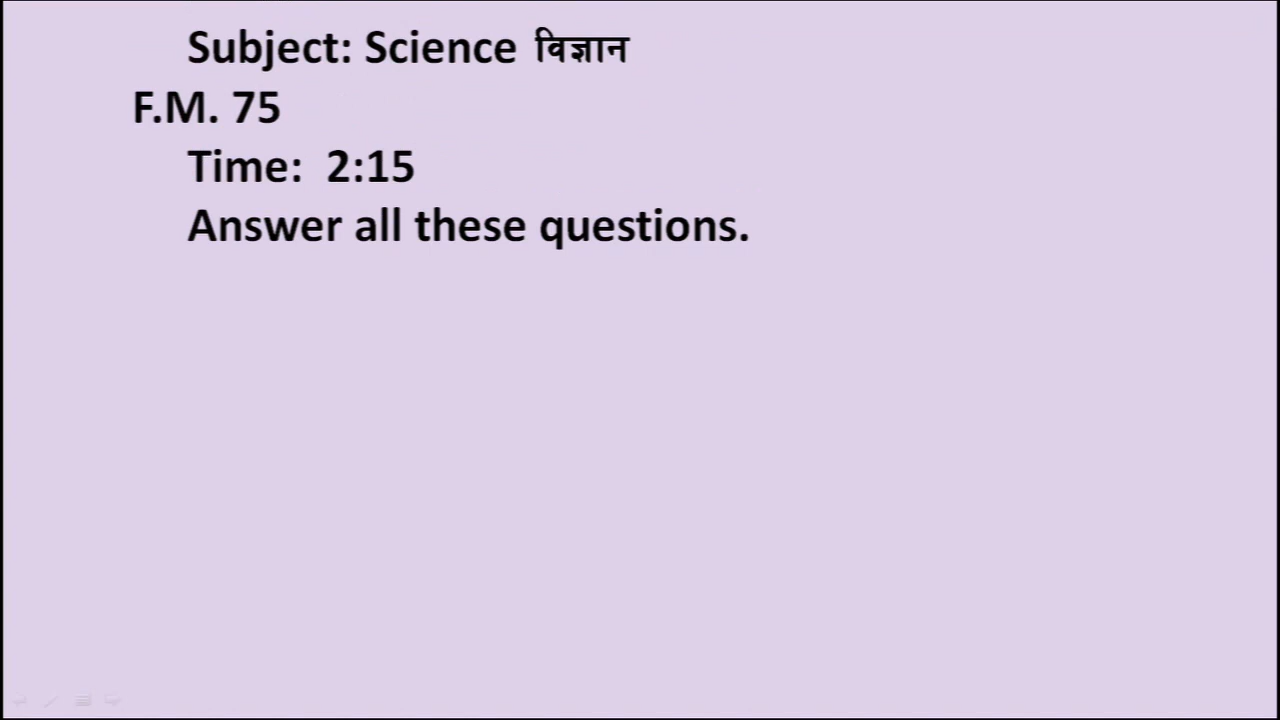 Subject: Science विज्ञान
F.M. 75
Time: 2:15
Answer all these questions.